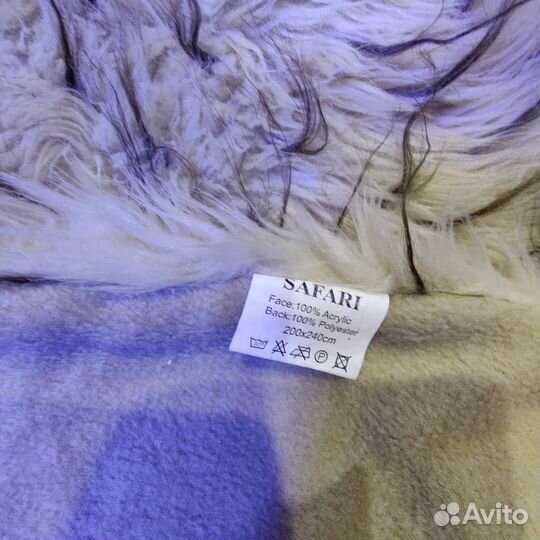 SAFARI
Face:100% Acrylic
Back:100% Polyester
200x240cm
Avito